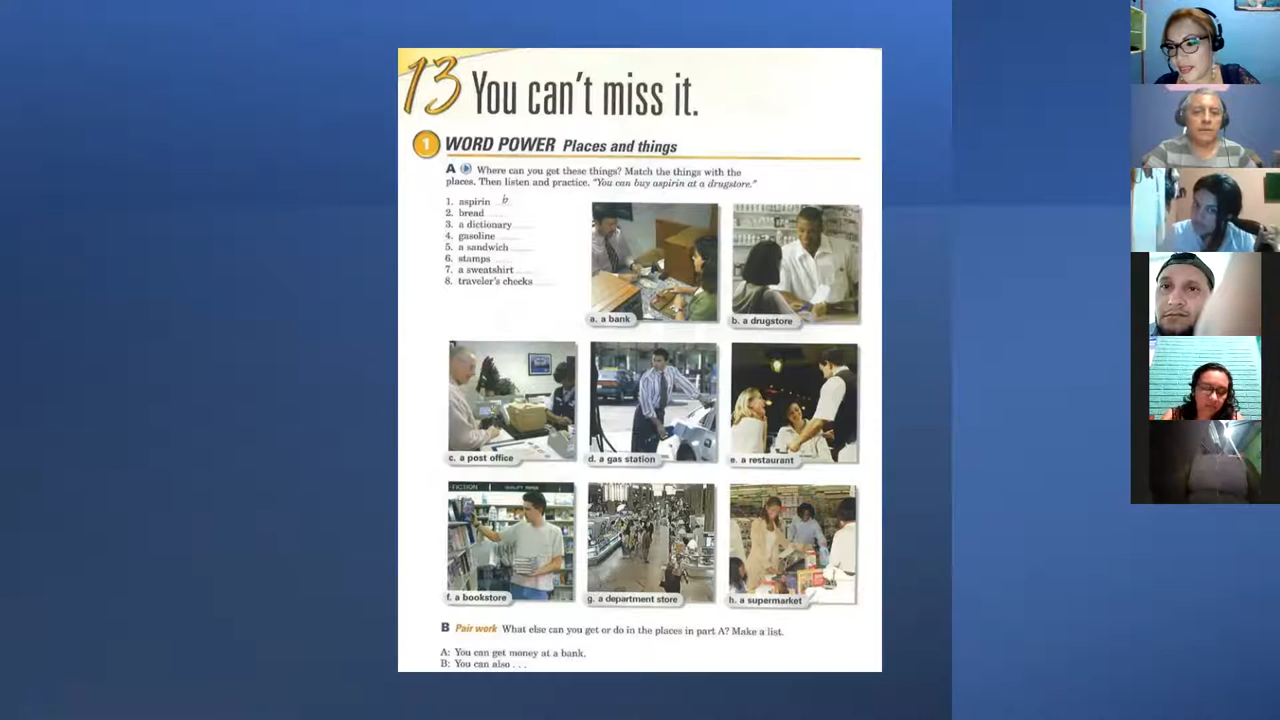 13 You can't miss it.
1 WORD POWER Places and things
A Where can you get these things? Match the things with the
places. Then listen and practice. "You can buy aspirin at a drugstore."
1. aspirin b
2. bread
3. a dictionary
4. gasoline
5. a sandwich
6. stamps
7. a sweatshirt
8. traveler's checks
a. a bank
b. a drugstore
c. a post office
d. a gas station
e. a restaurant
FICTION
f. a bookstore
g. a department store
h. a supermarket
B Pair work What else can you get or do in the places in part A? Make a list.
A: You can get money at a bank.
B: You can also . . .